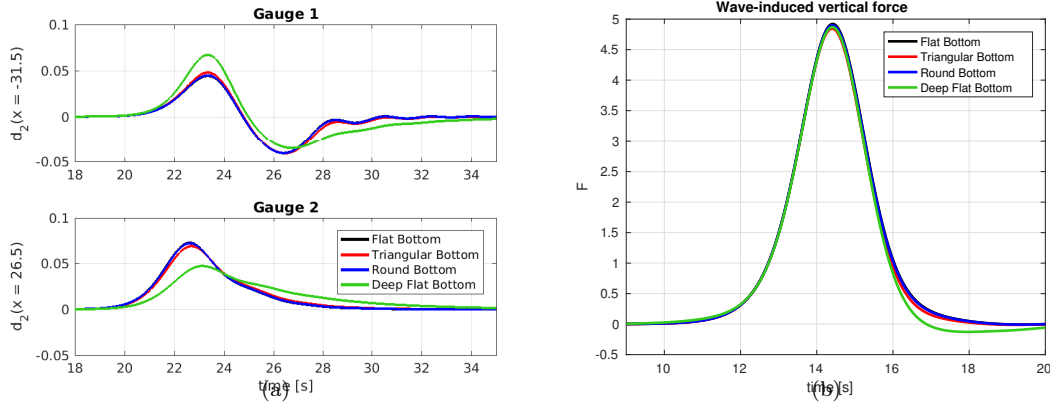 Gauge 1
0.1
0.05
0
-0.05
d2(x = -31.5)
18 20 22 24 26 28 30 32 34
Gauge 2
0.1
0.05
0
-0.05
d2(x = 26.5)
Flat Bottom
Triangular Bottom
Round Bottom
Deep Flat Bottom
18 20 22 24 26 28 30 32 34
time [s]
(a)
Wave-induced vertical force
5
4.5
4
3.5
3
2.5
2
1.5
1
0.5
0
-0.5
F
Flat Bottom
Triangular Bottom
Round Bottom
Deep Flat Bottom
10 12 14 15 16 18 20
time [s]
(b)